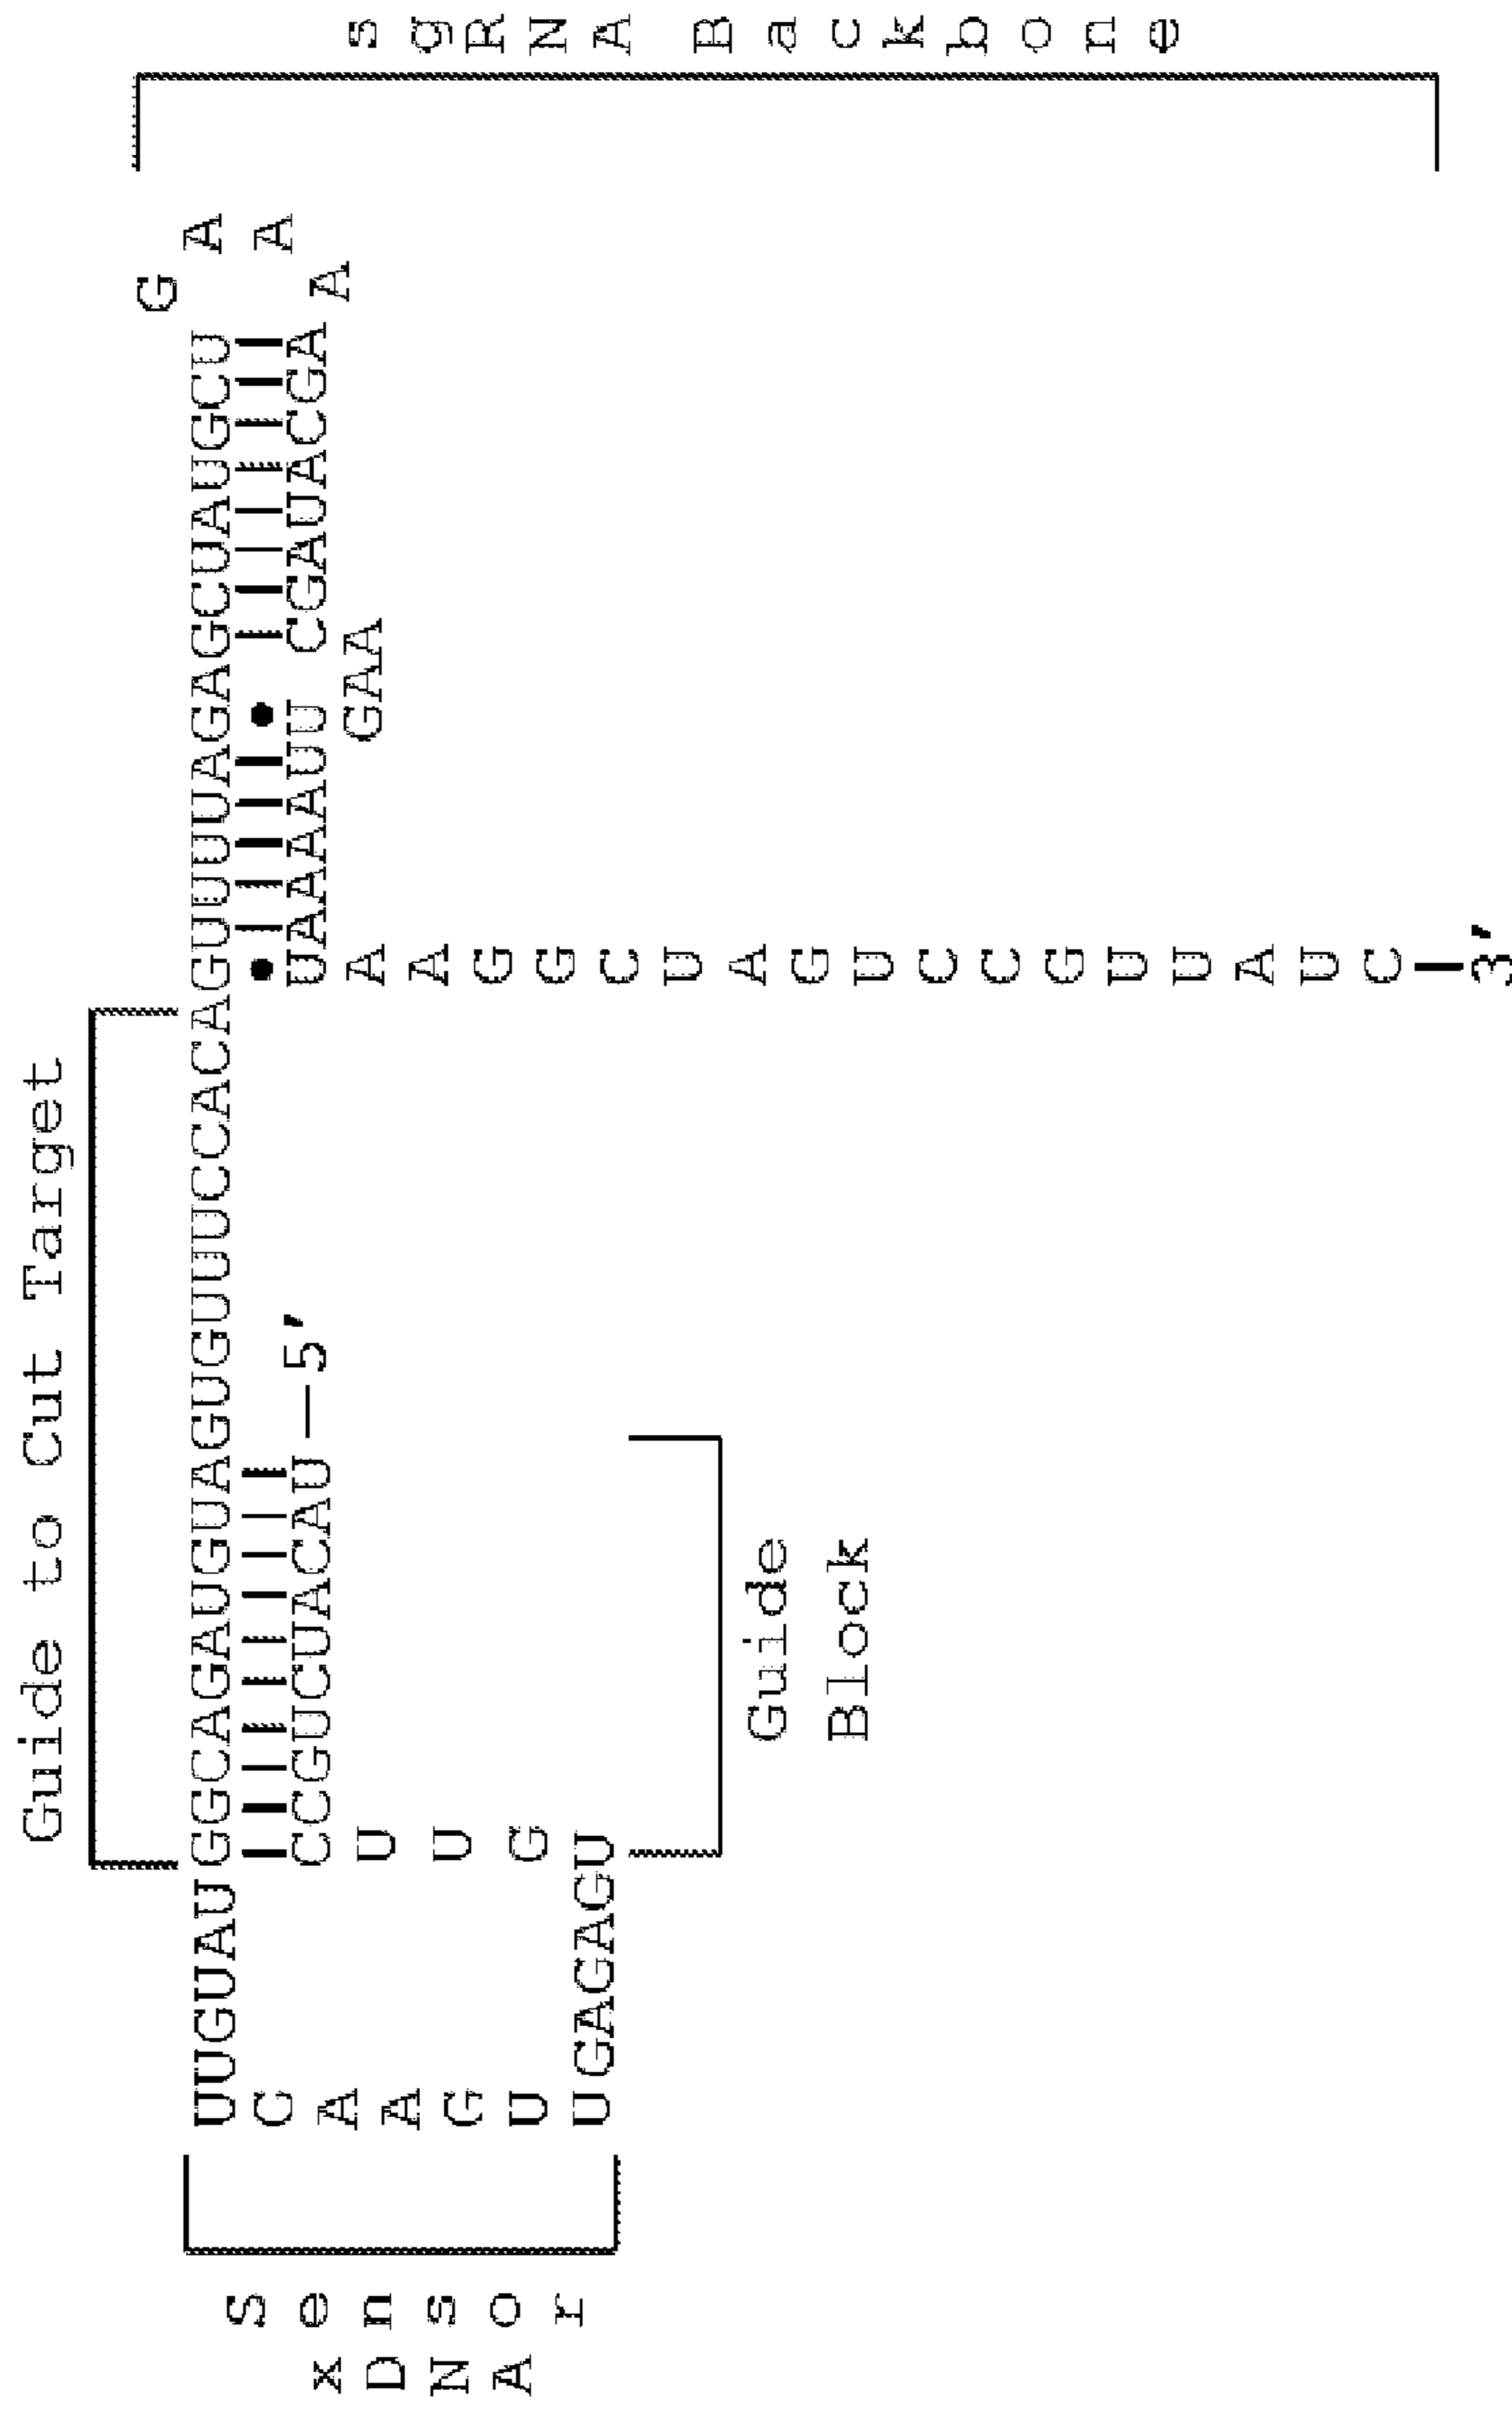 Guide to Cut Target
sgRNA Backbone
G
A
A
A
UUGUAUGGCAGAUGUAGUGUUUCCACAGUUUUAGAGCUAUGCU
CCGUCUACAU—5'
UAAAAUU CGAUACGA
GAA
C
A
A
G
U
UGAGAGU
U
U
G
A
A
G
G
C
U
A
G
U
C
C
G
U
U
A
U
C
3'
Guide
Block
xDNA
Sensor